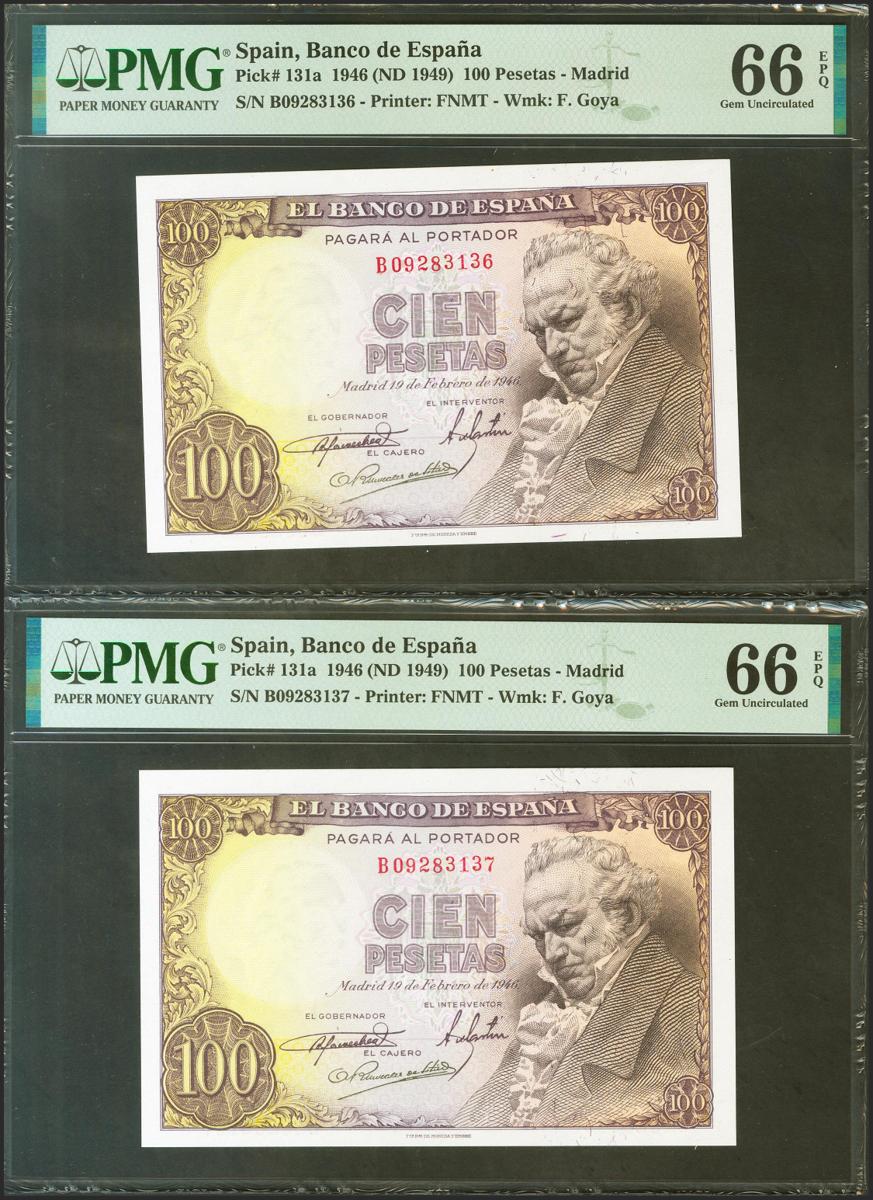 PMG®
PAPER MONEY GUARANTY
Spain, Banco de España
Pick# 131a 1946 (ND 1949) 100 Pesetas - Madrid
S/N B09283136 - Printer: FNMT - Wmk: F. Goya
66 EPQ
Gem Uncirculated
EL BANCO DE ESPAÑA
100
100
PAGARÁ AL PORTADOR
B09283136
CIEN
PESETAS
Madrid 19 de Febrero de 1946.
EL INTERVENTOR
EL GOBERNADOR
EL CAJERO
100
100
PMG®
PAPER MONEY GUARANTY
Spain, Banco de España
Pick# 131a 1946 (ND 1949) 100 Pesetas - Madrid
S/N B09283137 - Printer: FNMT - Wmk: F. Goya
66 EPQ
Gem Uncirculated
EL BANCO DE ESPAÑA
100
100
PAGARÁ AL PORTADOR
B09283137
CIEN
PESETAS
Madrid 19 de Febrero de 1946.
EL INTERVENTOR
EL GOBERNADOR
EL CAJERO
100
100